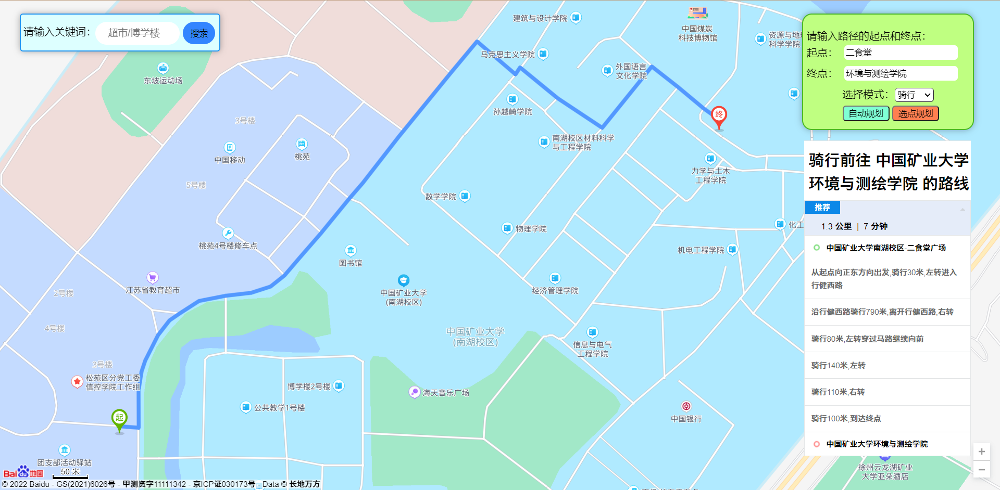 请输入关键词：
超市/博学楼
搜索
建筑与设计学院
中国煤炭
科技博物馆
资源与地球
科学学院
马克思主义学院
外国语言
文化学院
东坡运动场
孙越崎学院
3号楼
南湖校区材料科学
与工程学院
中国移动
桃苑
力学与土木
工程学院
5号楼
数学学院
物理学院
化工
桃苑4号楼修车点
图书馆
机电工程学院
江苏省教育超市
2号楼
中国矿业大学
(南湖校区)
经济管理学院
4号楼
中国矿业大学
(南湖校区)
信息与电气
工程学院
3号楼
松苑区分党工委
信控学院工作组
博学楼2号楼
海天音乐广场
公共教学1号楼
中国银行
起
终
团支部活动驿站
徐州云龙湖矿业
大学亚朵酒店
请输入路径的起点和终点：
起点：
二食堂
终点：
环境与测绘学院
选择模式：
骑行
自动规划
选点规划
骑行前往 中国矿业大学
环境与测绘学院 的路线
推荐
1.3 公里 | 7 分钟
中国矿业大学南湖校区-二食堂广场
从起点向正东方向出发,骑行30米,左转进入
行健西路
沿行健西路骑行790米,离开行健西路,右转
骑行80米,左转穿过马路继续向前
骑行140米,左转
骑行110米,右转
骑行100米,到达终点
中国矿业大学环境与测绘学院
+
−
Bai du 地图
50 米
© 2022 Baidu - GS(2021)6026号 - 甲测资字11111342 - 京ICP证030173号 - Data © 长地万方